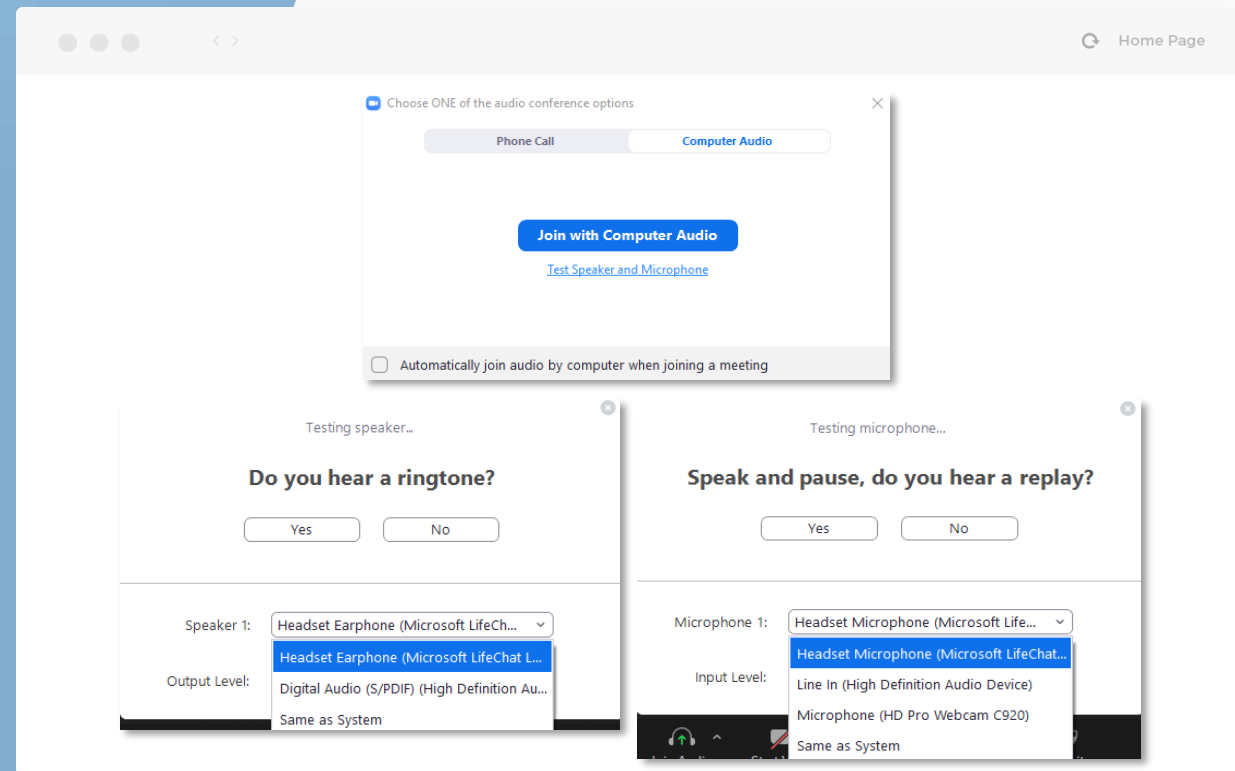 Home Page
Choose ONE of the audio conference options
Phone Call
Computer Audio
Join with Computer Audio
Test Speaker and Microphone
Automatically join audio by computer when joining a meeting
Testing speaker...
Do you hear a ringtone?
Yes
No
Speaker 1:
Headset Earphone (Microsoft LifeCh...
Headset Earphone (Microsoft LifeChat L...
Output Level:
Digital Audio (S/PDIF) (High Definition Au...
Same as System
Testing microphone...
Speak and pause, do you hear a replay?
Yes
No
Microphone 1:
Headset Microphone (Microsoft Life...
Headset Microphone (Microsoft LifeChat...
Input Level:
Line In (High Definition Audio Device)
Microphone (HD Pro Webcam C920)
Same as System